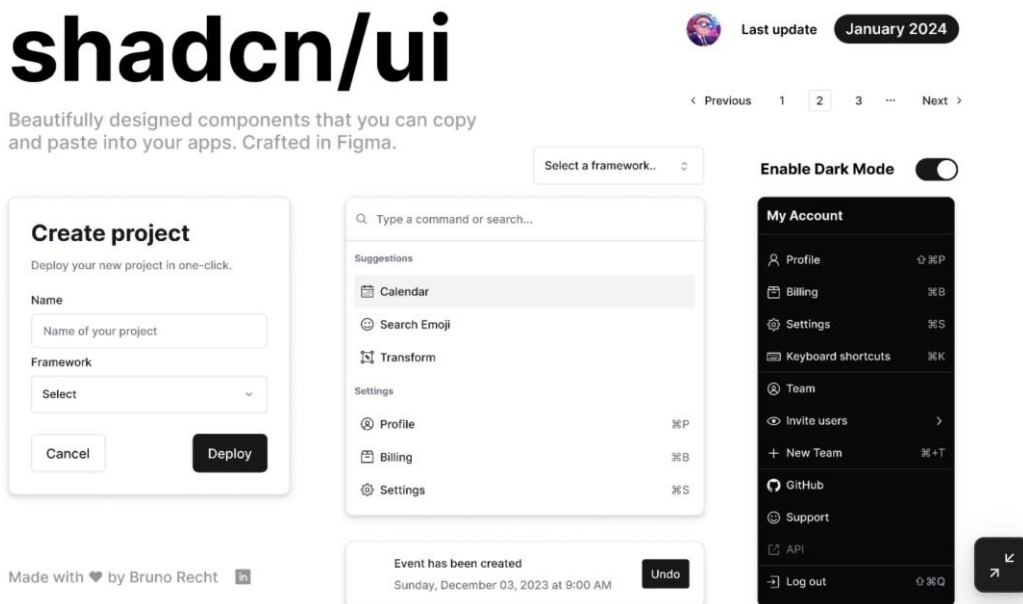 shadcn/ui
Beautifully designed components that you can copy
and paste into your apps. Crafted in Figma.
Last update
January 2024
Previous 1 2 3 ··· Next
Select a framework..
Enable Dark Mode
Create project
Deploy your new project in one-click.
Name
Name of your project
Framework
Select
Cancel
Deploy
Type a command or search...
Suggestions
Calendar
Search Emoji
Transform
Settings
Profile ⌘P
Billing ⌘B
Settings ⌘S
Event has been created
Sunday, December 03, 2023 at 9:00 AM
Undo
My Account
Profile ⇧⌘P
Billing ⌘B
Settings ⌘S
Keyboard shortcuts ⌘K
Team
Invite users
New Team ⌘+T
GitHub
Support
API
Log out ⇧⌘Q
Made with ♥ by Bruno Recht in